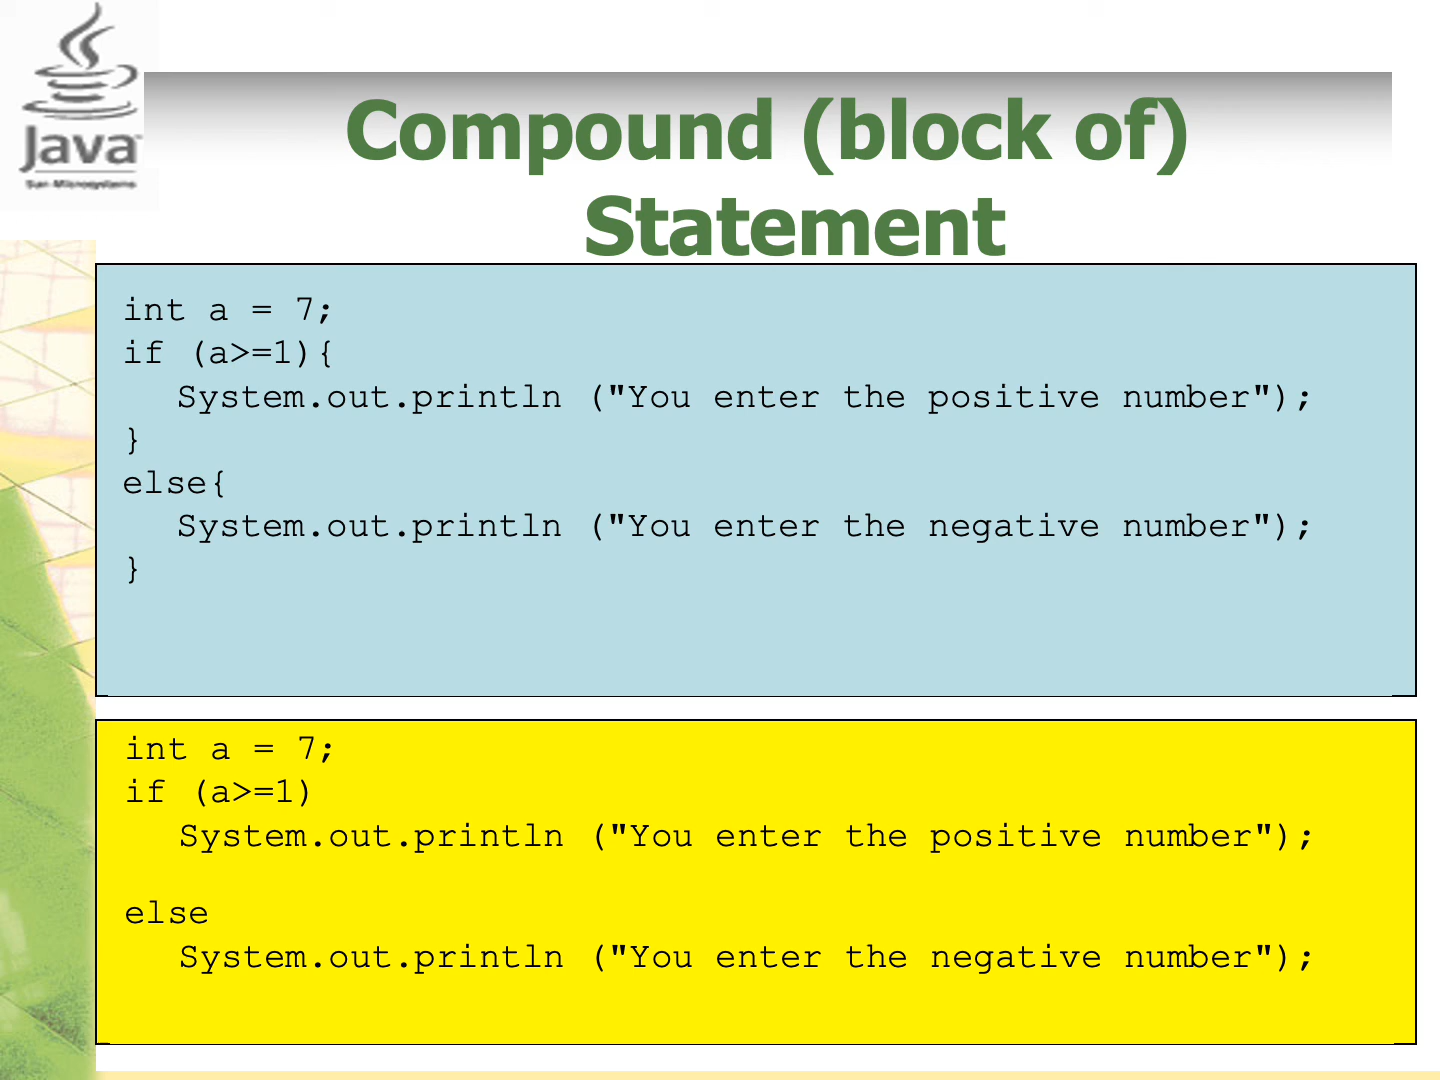 Java
Sun Microsystems
Compound (block of)
Statement
int a = 7;
if (a>=1){
System.out.println ("You enter the positive number");
}
else{
System.out.println ("You enter the negative number");
}
int a = 7;
if (a>=1)
System.out.println ("You enter the positive number");
else
System.out.println ("You enter the negative number");